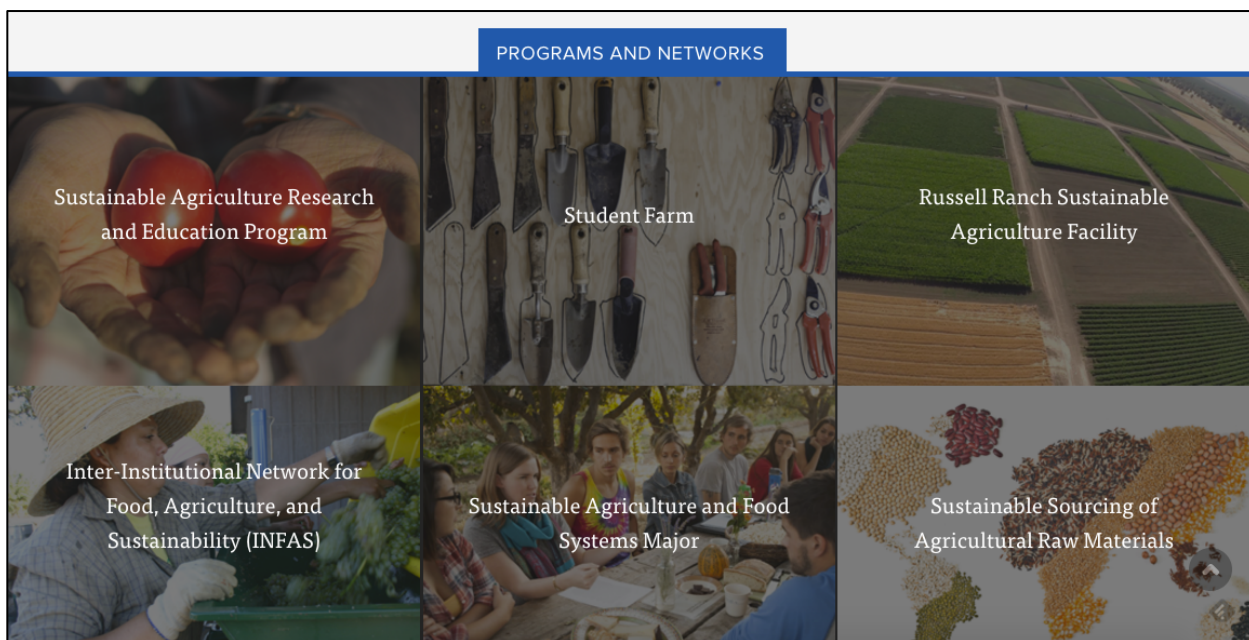 PROGRAMS AND NETWORKS
Sustainable Agriculture Research
and Education Program
Student Farm
Russell Ranch Sustainable
Agriculture Facility
Inter-Institutional Network for
Food, Agriculture, and
Sustainability (INFAS)
Sustainable Agriculture and Food
Systems Major
Sustainable Sourcing of
Agricultural Raw Materials